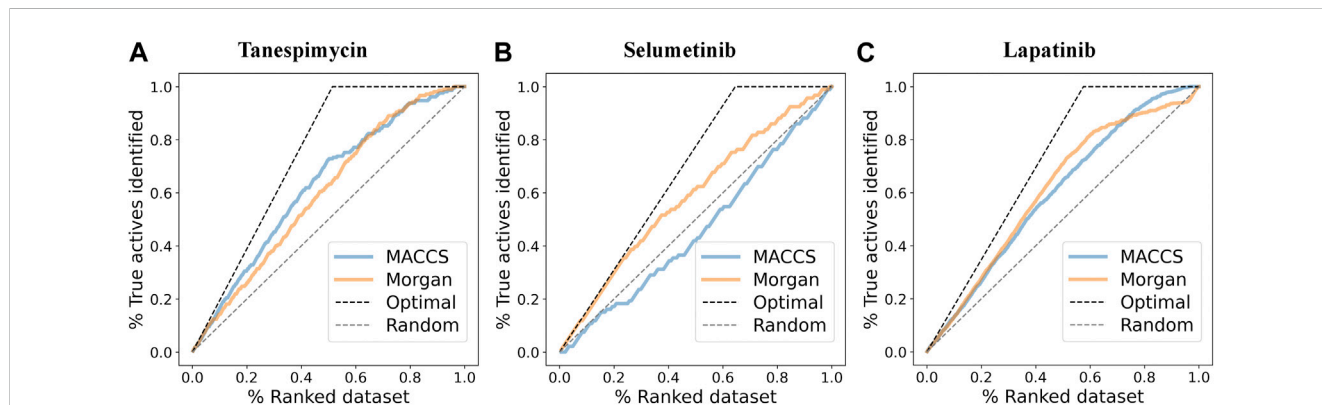 A Tanespimycin
1.0
0.8
0.6
0.4
0.2
0.0
% True actives identified
MACCS
Morgan
Optimal
Random
0.0 0.2 0.4 0.6 0.8 1.0
% Ranked dataset
B Selumetinib
1.0
0.8
0.6
0.4
0.2
0.0
% True actives identified
MACCS
Morgan
Optimal
Random
0.0 0.2 0.4 0.6 0.8 1.0
% Ranked dataset
C Lapatinib
1.0
0.8
0.6
0.4
0.2
0.0
% True actives identified
MACCS
Morgan
Optimal
Random
0.0 0.2 0.4 0.6 0.8 1.0
% Ranked dataset